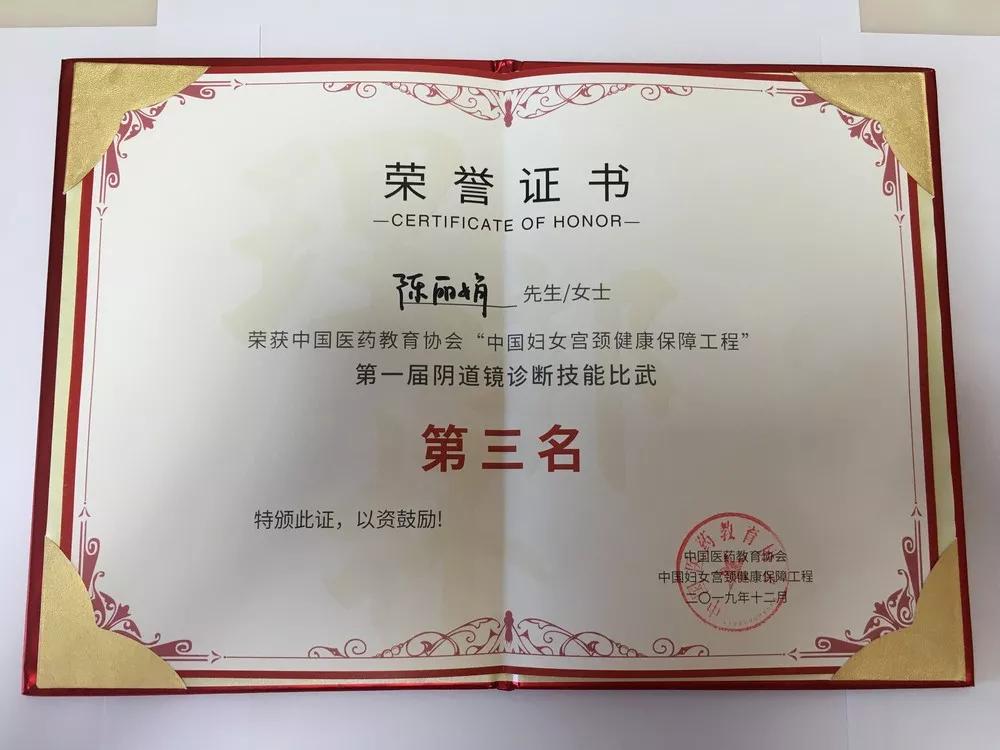 荣誉证书
—CERTIFICATE OF HONOR—
陈丽娟 先生/女士
荣获中国医药教育协会“中国妇女宫颈健康保障工程”
第一届阴道镜诊断技能比武
第三名
特颁此证，以资鼓励!
中国医药教育协会
中国妇女宫颈健康保障工程
二〇一九年十二月